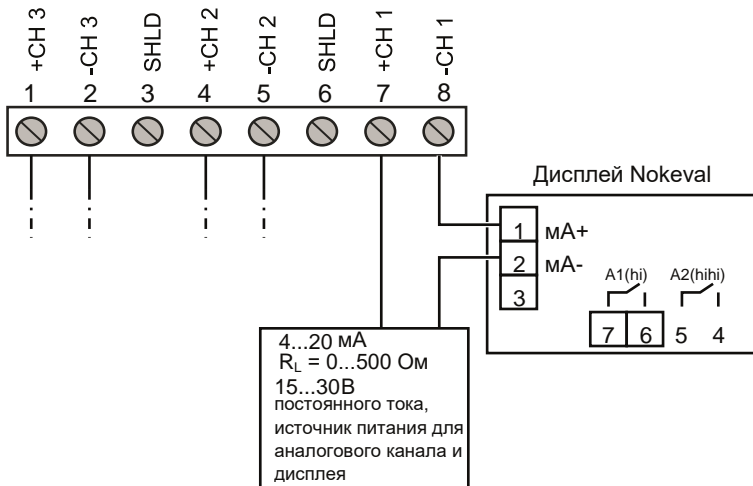 +CH 3
-CH 3
SHLD
+CH 2
-CH 2
SHLD
+CH 1
-CH 1
1 2 3 4 5 6 7 8
Дисплей Nokeval
1 мА+
2 мА-
3
A1(hi) A2(hihi)
7 6 5 4
4...20 мА
RL = 0...500 Ом
15...30В
постоянного тока,
источник питания для
аналогового канала и
дисплея